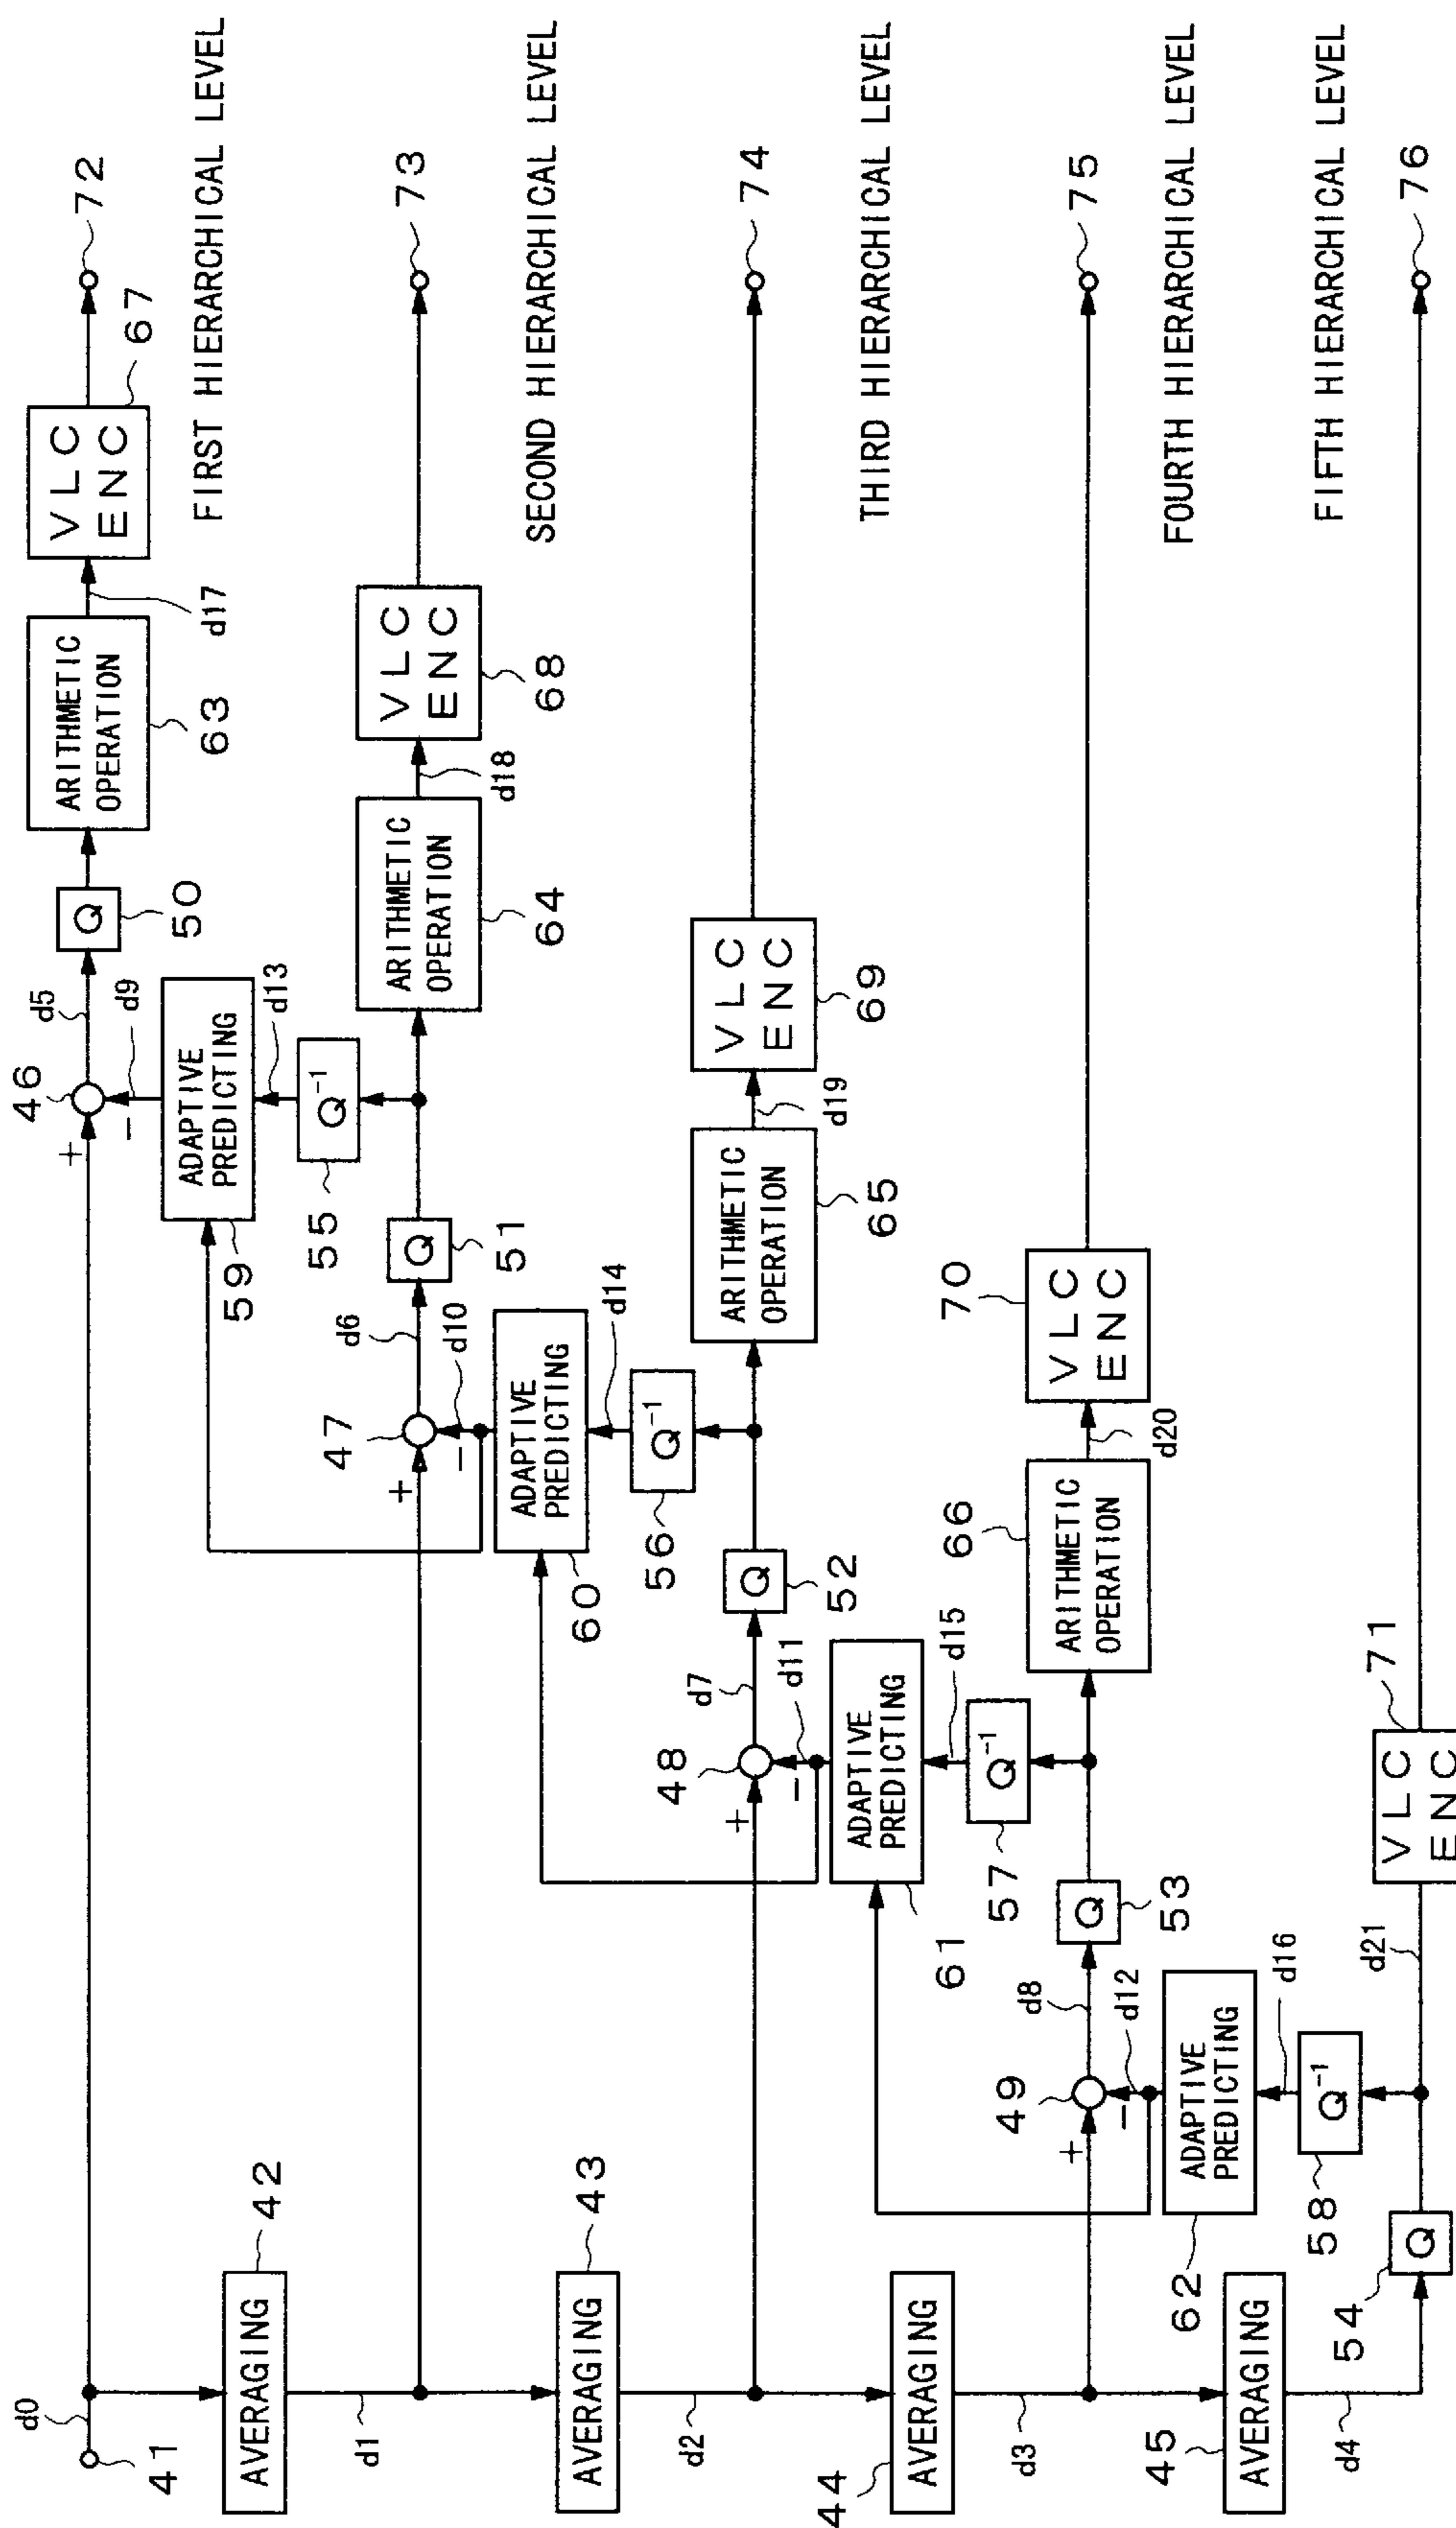 d0
41
46
+
−
d5
d9
Q
50
ARITHMETIC
OPERATION
63
d17
VLC
ENC
67
72
FIRST HIERARCHICAL LEVEL
AVERAGING
42
d1
59
ADAPTIVE
PREDICTING
d13
Q⁻¹
55
47
+
−
d6
d10
Q
51
ARITHMETIC
OPERATION
64
d18
VLC
ENC
68
73
SECOND HIERARCHICAL LEVEL
AVERAGING
43
d2
60
ADAPTIVE
PREDICTING
d14
Q⁻¹
56
48
+
−
d7
d11
Q
52
ARITHMETIC
OPERATION
65
d19
VLC
ENC
69
74
THIRD HIERARCHICAL LEVEL
AVERAGING
44
d3
61
ADAPTIVE
PREDICTING
d15
Q⁻¹
57
49
+
−
d8
d12
Q
53
ARITHMETIC
OPERATION
66
d20
VLC
ENC
70
75
FOURTH HIERARCHICAL LEVEL
AVERAGING
45
d4
62
ADAPTIVE
PREDICTING
d16
Q⁻¹
58
Q
54
d21
VLC
ENC
71
76
FIFTH HIERARCHICAL LEVEL